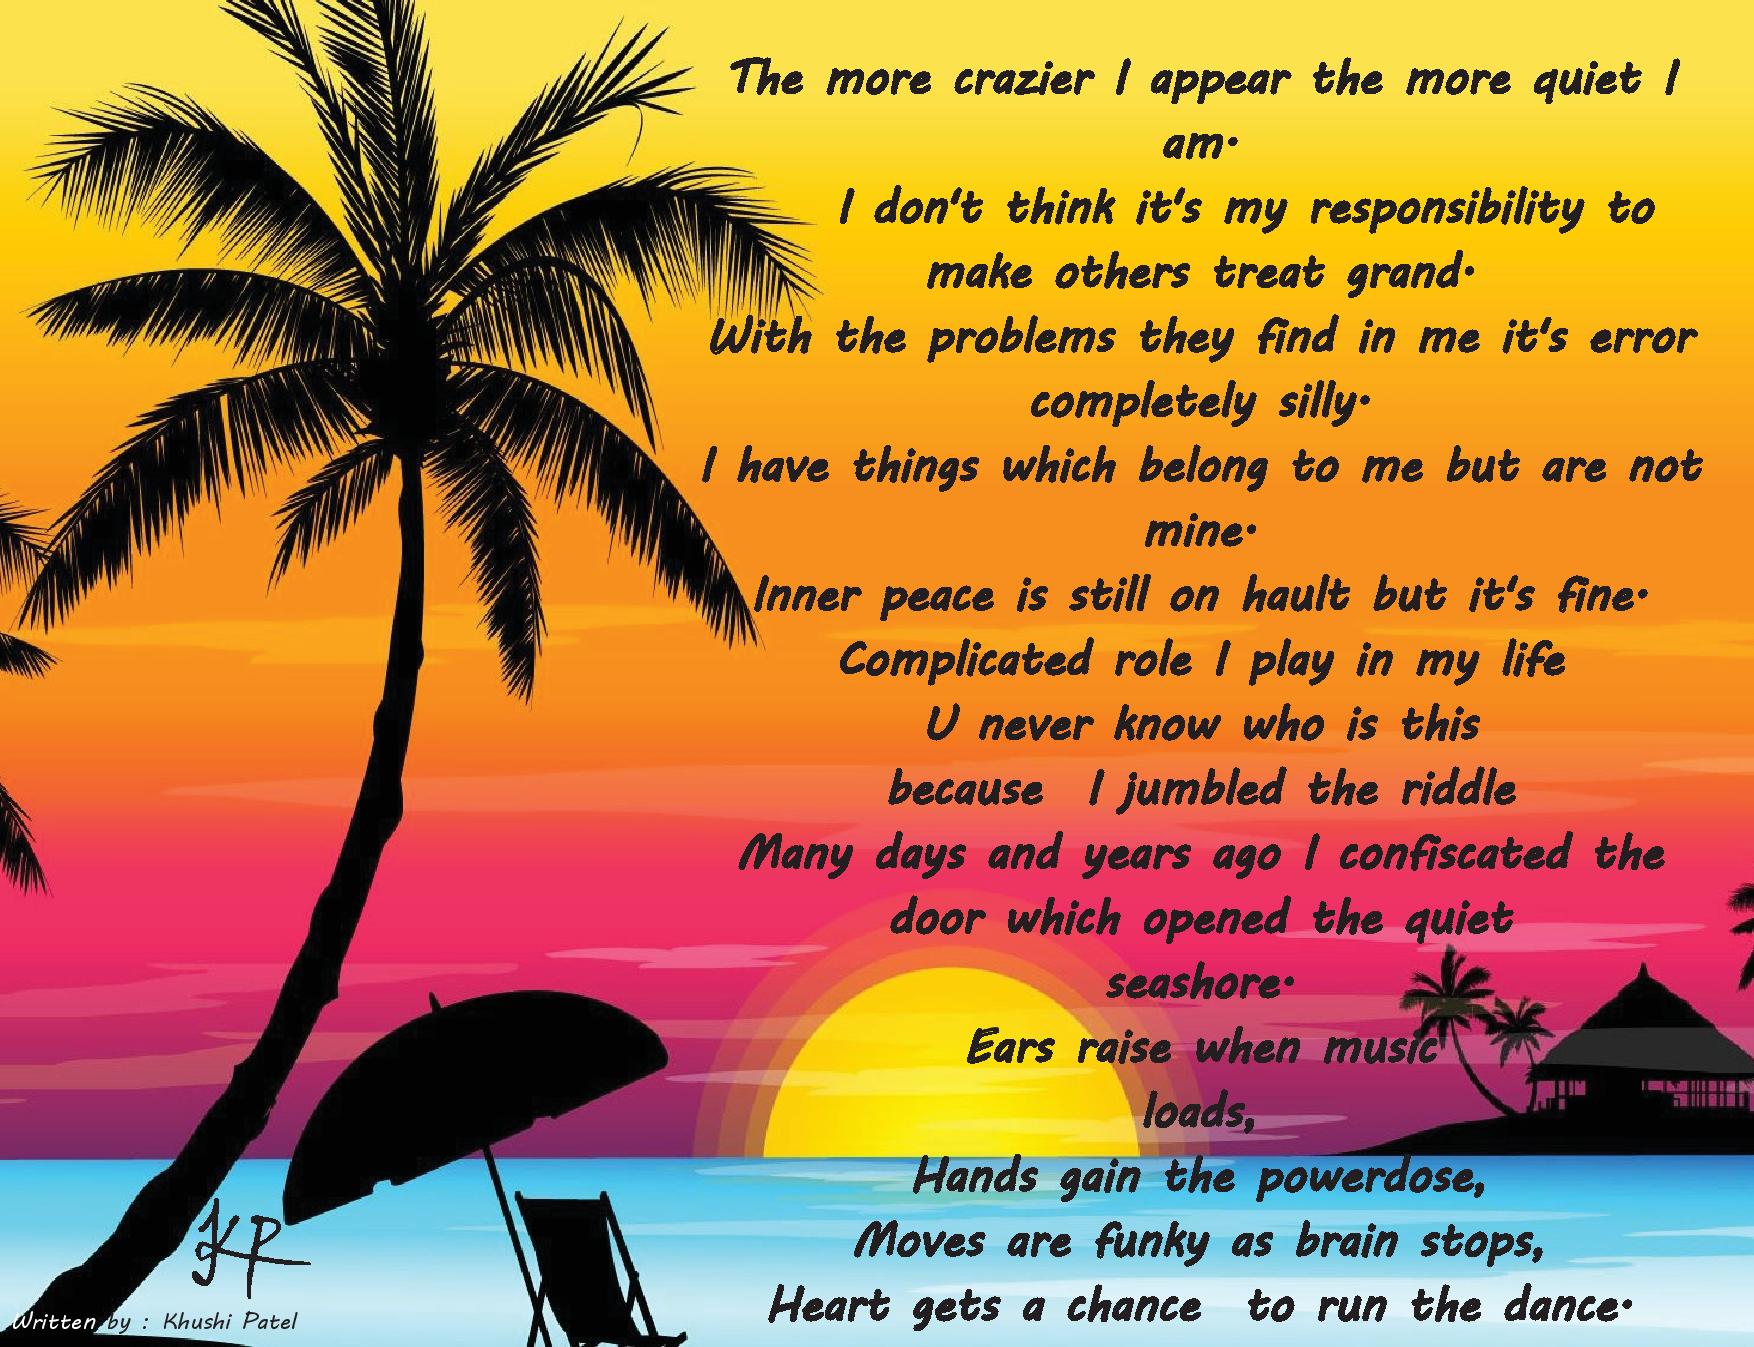 The more crazier I appear the more quiet I
am.
I don't think it's my responsibility to
make others treat grand.
With the problems they find in me it's error
completely silly.
I have things which belong to me but are not
mine.
Inner peace is still on hault but it's fine.
Complicated role I play in my life
U never know who is this
because I jumbled the riddle
Many days and years ago I confiscated the
door which opened the quiet
seashore.
Ears raise when music
loads,
Hands gain the powerdose,
Moves are funky as brain stops,
Heart gets a chance to run the dance.
KP
Written by : Khushi Patel